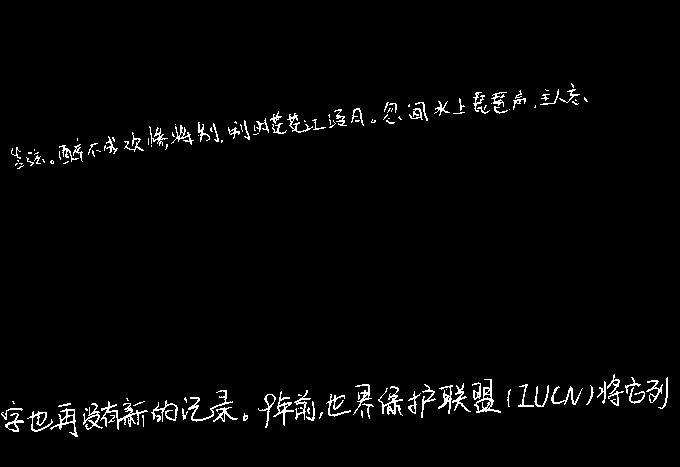 管弦。醉不成欢惨将别,别时茫茫江浸月。忽闻水上琵琶声,主人忘
字也再没有新的记录。9年前,世界保护联盟(IUCN)将它列